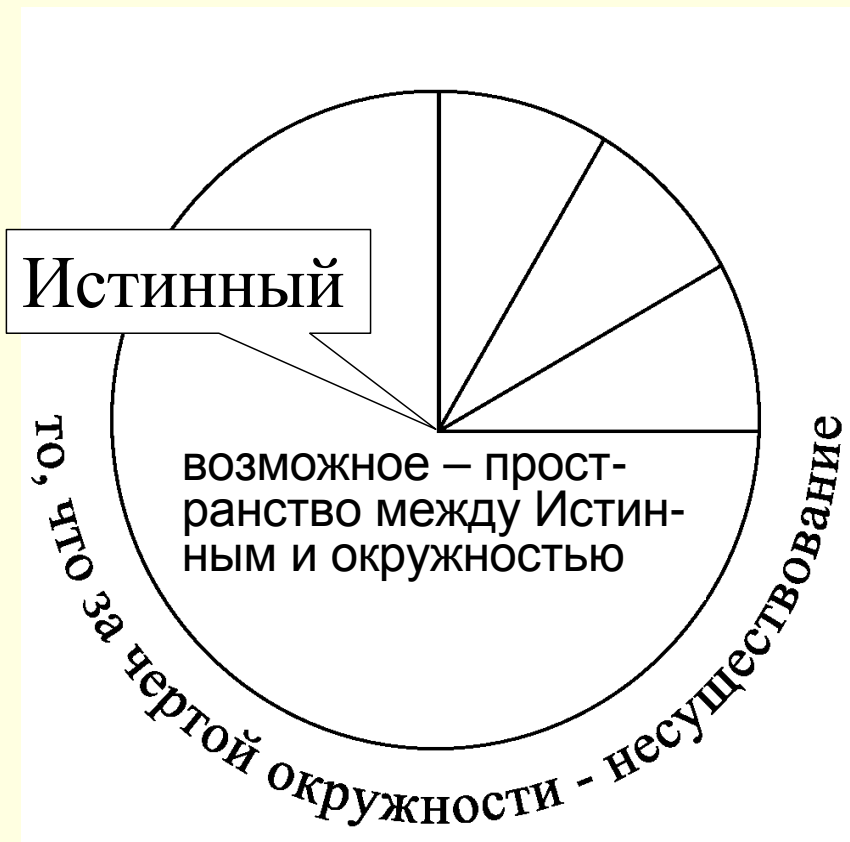 Истинный
возможное – прост-
ранство между Истин-
ным и окружностью
то, что за чертой окружности - несуществование